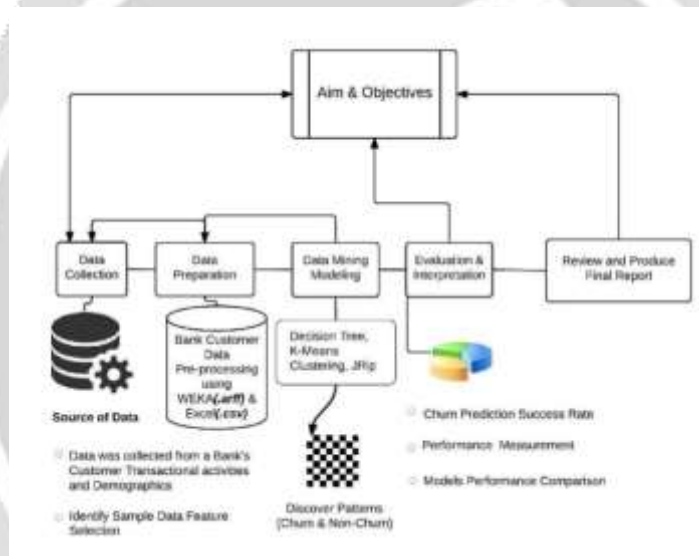 Aim & Objectives
Data
Collection
Data
Preparation
Data Mining
Modeling
Evaluation &
Interpretation
Review and Produce
Final Report
Bank Customer
Data
Pre-processing
using
WEKA(.arff) &
Excel(.csv)
Decision Tree,
K-Means
Clustering, JRip
Source of Data
Data was collected from a Bank's
Customer Transactional activities
and Demographics
Identify Sample Data Feature
Selection
Discover Patterns
(Churn & Non-Churn)
Churn Prediction Success Rate
Performance Measurement
Models Performance Comparison